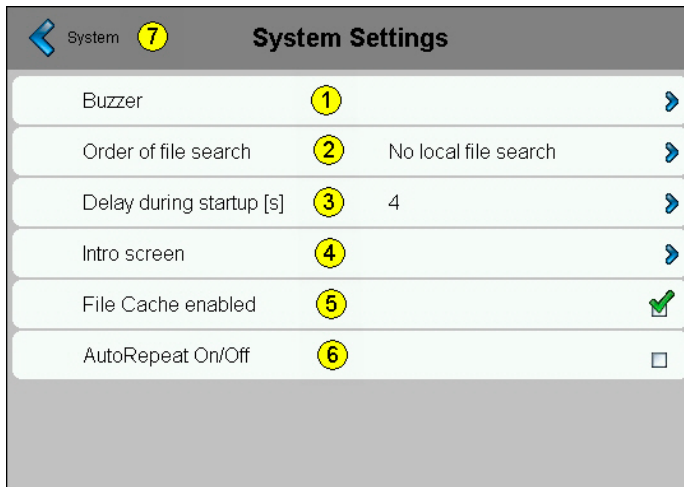 System 7 System Settings
Buzzer 1
Order of file search 2 No local file search
Delay during startup [s] 3 4
Intro screen 4
File Cache enabled 5
AutoRepeat On/Off 6